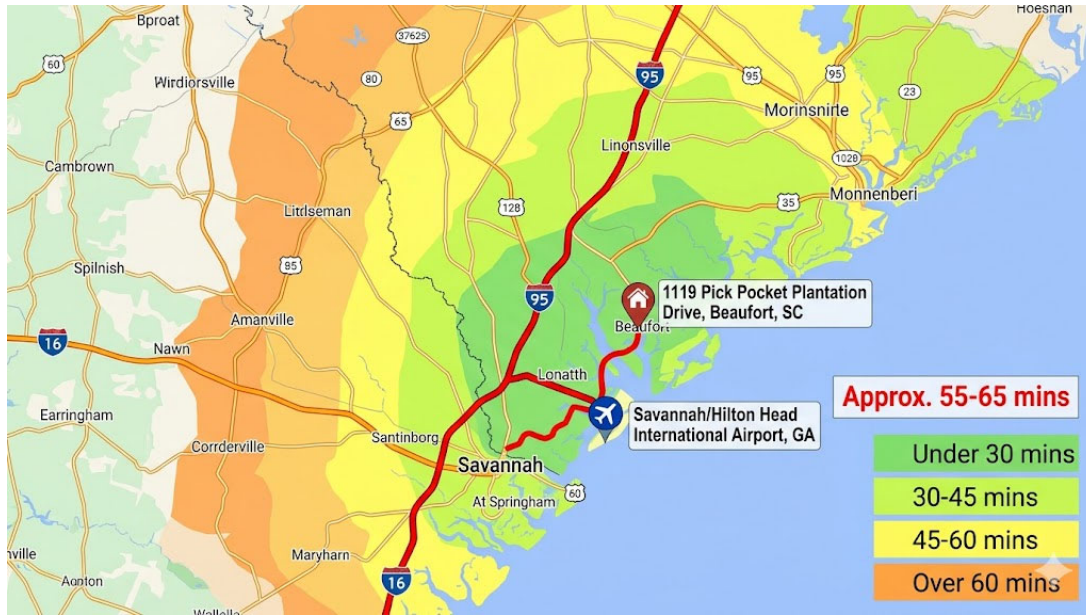 Bproat
37625
Hoesnan
60
80
95
95
95
Wirdiorsville
23
Morinsnirte
65
Linonsville
Cambrown
1028
Monnenberi
128
35
Litdlseman
85
Spilnish
95
1119 Pick Pocket Plantation
Drive, Beaufort, SC
Beaufort
Amanville
16
Nawn
Lonatth
Approx. 55-65 mins
Earringham
Savannah/Hilton Head
International Airport, GA
Santinborg
Corrderville
Savannah
Under 30 mins
60
At Springham
30-45 mins
45-60 mins
nville
Maryharn
16
Over 60 mins
Aonton